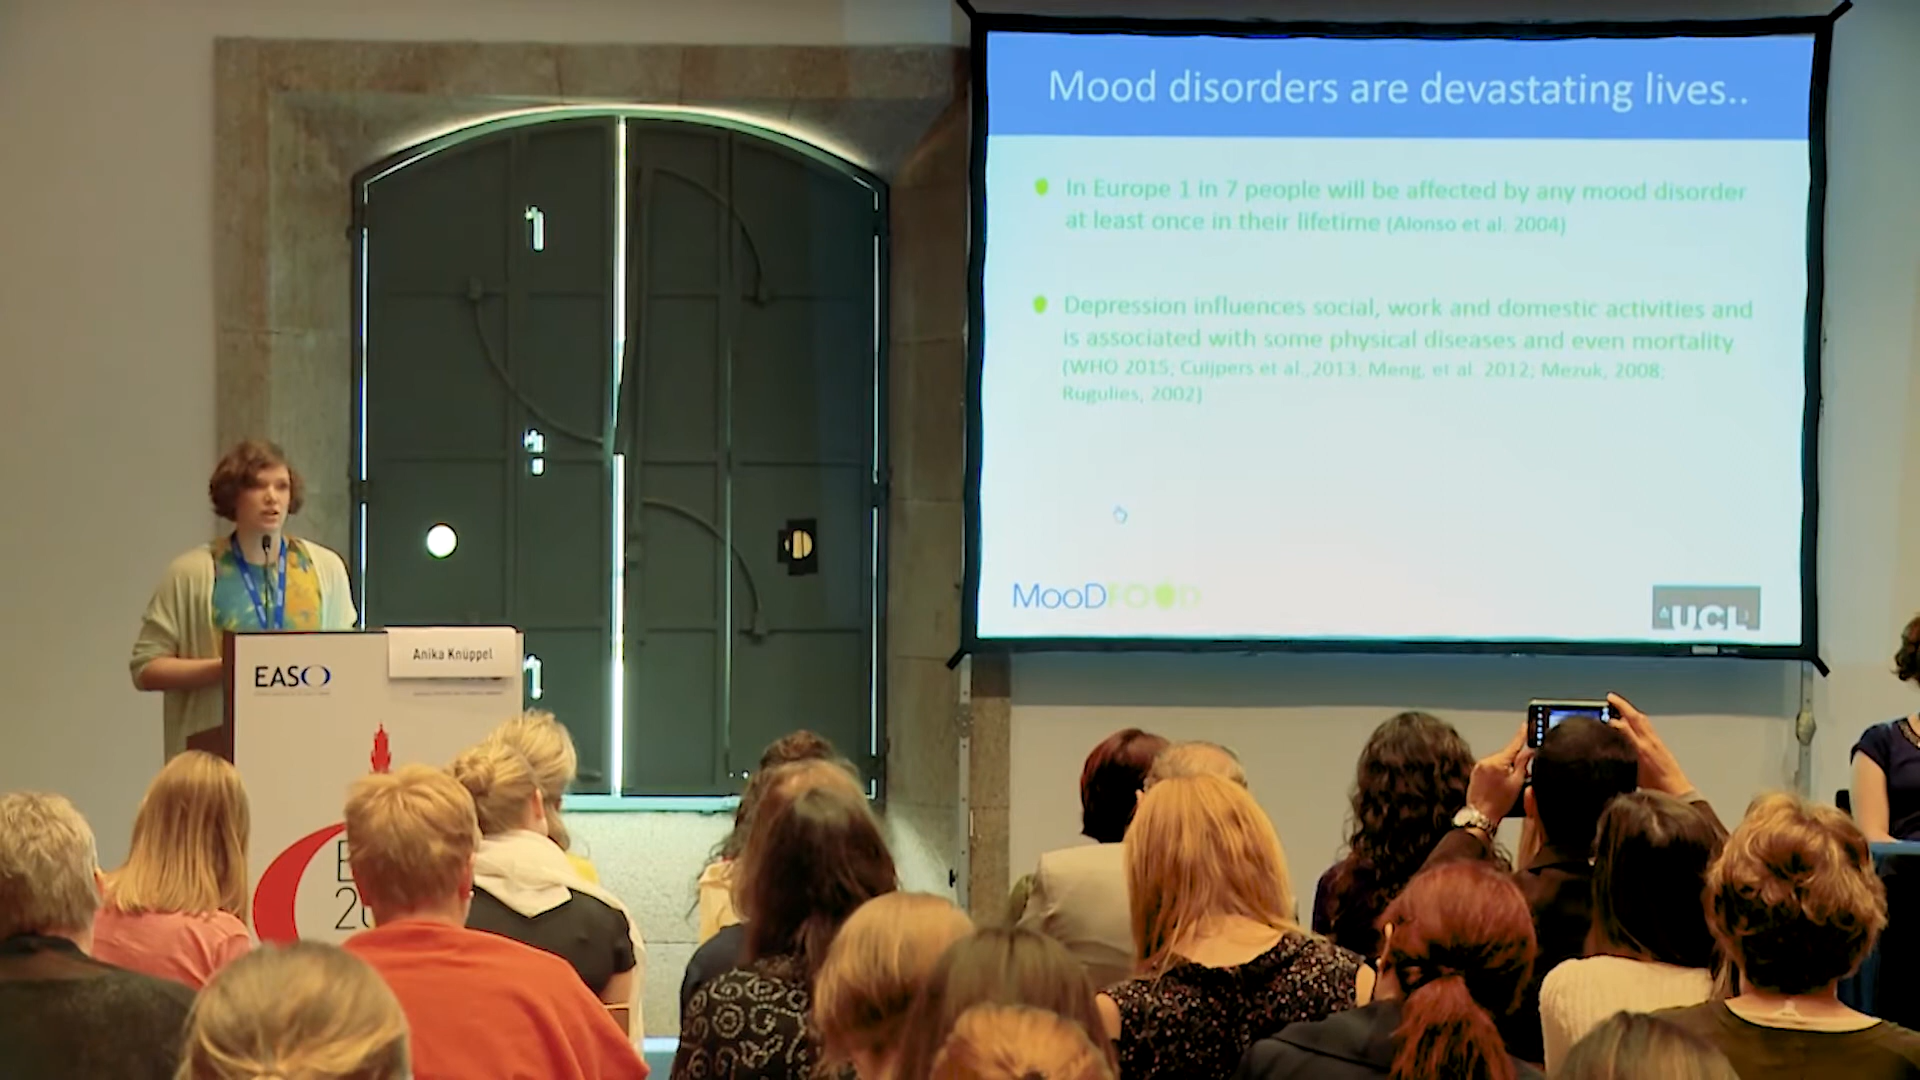 Mood disorders are devastating lives..
In Europe 1 in 7 people will be affected by any mood disorder
at least once in their lifetime (Alonso et al. 2004)
Depression influences social, work and domestic activities and
is associated with some physical diseases and even mortality
(WHO 2015; Cuijpers et al.,2013; Meng, et al. 2012; Mezuk, 2008;
Rugulies, 2002)
MooDFOOD
UCL
Anika Knüppel
EASO
E
20